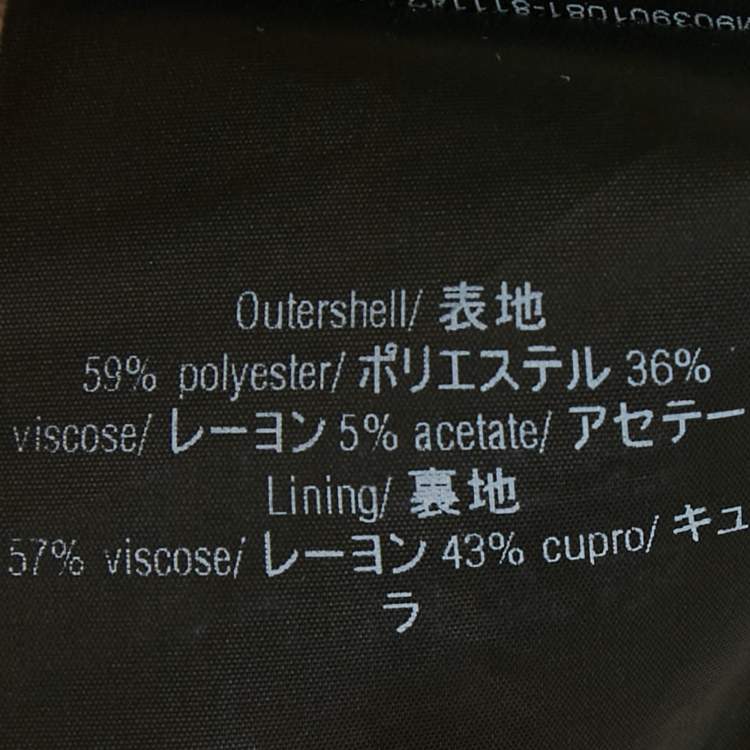 Outershell/ 表地
59% polyester/ ポリエステル 36%
viscose/ レーヨン 5% acetate/ アセテー
Lining/ 裏地
57% viscose/ レーヨン 43% cupro/ キュ
ラ